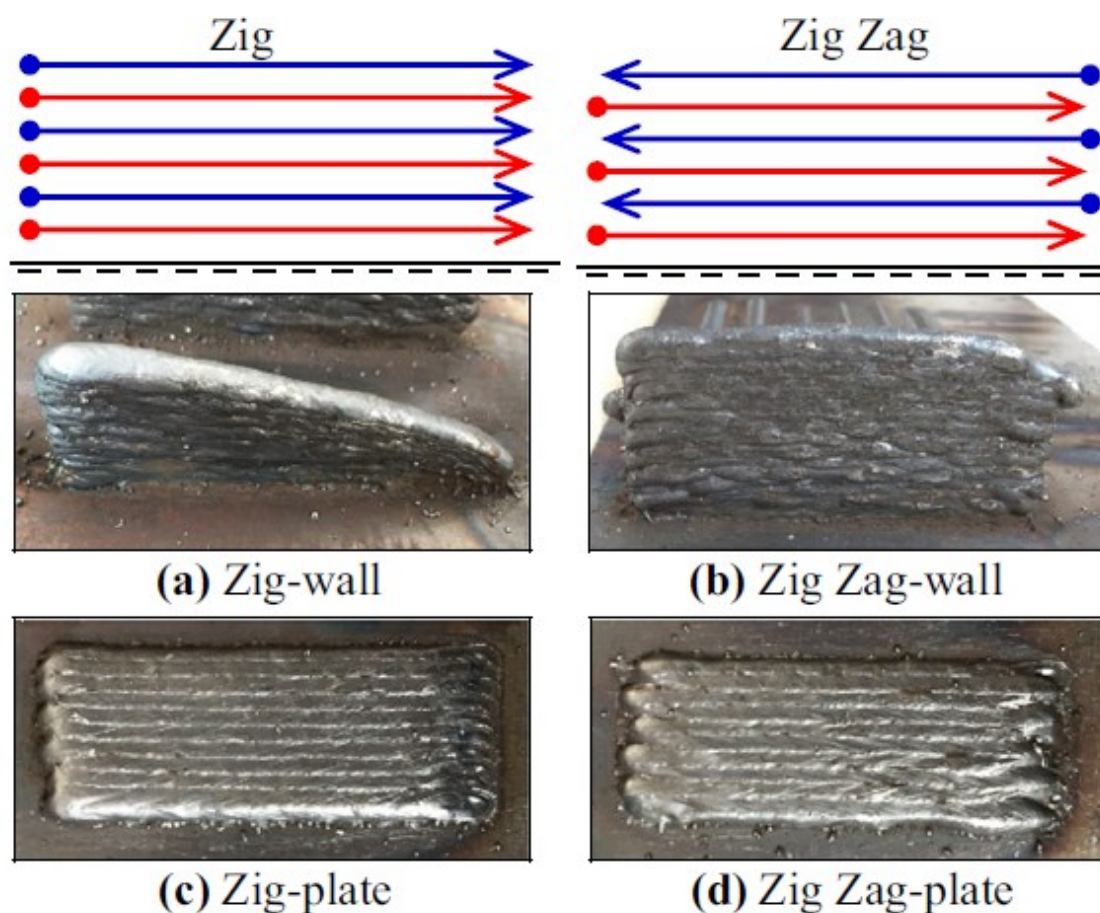 Zig
Zig Zag
(a) Zig-wall
(b) Zig Zag-wall
(c) Zig-plate
(d) Zig Zag-plate